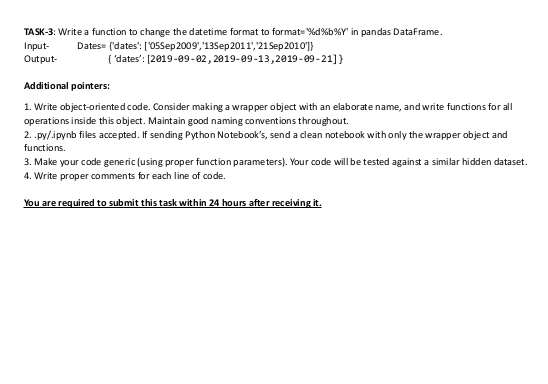 TASK-3: Write a function to change the datetime format to format='%d%b%Y' in pandas DataFrame.
Input- Dates= {'dates': ['05Sep2009','13Sep2011','21Sep2010']}
Output- { 'dates': [2019-09-02,2019-09-13,2019-09-21] }
Additional pointers:
1. Write object-oriented code. Consider making a wrapper object with an elaborate name, and write functions for all
operations inside this object. Maintain good naming conventions throughout.
2. .py/.ipynb files accepted. If sending Python Notebook's, send a clean notebook with only the wrapper object and
functions.
3. Make your code generic (using proper function parameters). Your code will be tested against a similar hidden dataset.
4. Write proper comments for each line of code.
You are required to submit this task within 24 hours after receiving it.